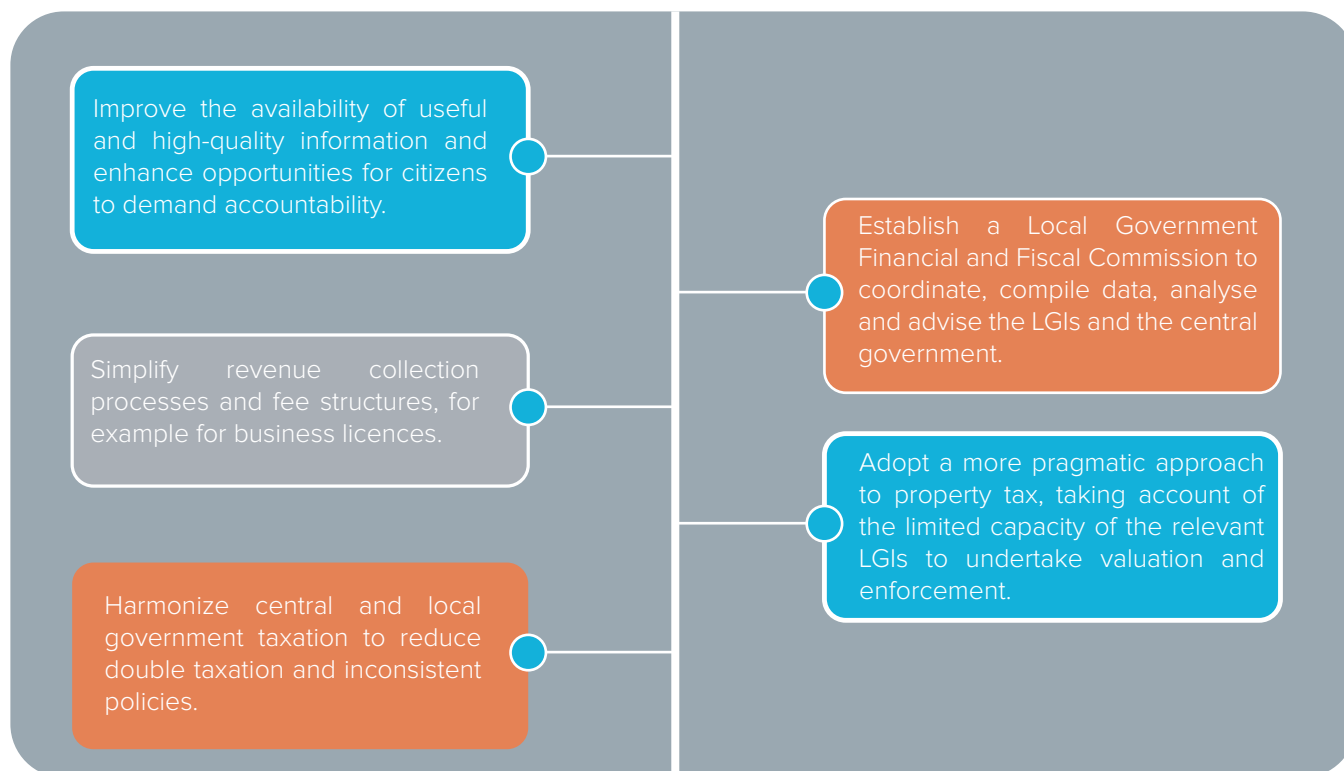 Improve the availability of useful
and high-quality information and
enhance opportunities for citizens
to demand accountability.
Establish a Local Government
Financial and Fiscal Commission to
coordinate, compile data, analyse
and advise the LGIs and the central
government.
Simplify revenue collection
processes and fee structures, for
example for business licences.
Adopt a more pragmatic approach
to property tax, taking account of
the limited capacity of the relevant
LGIs to undertake valuation and
enforcement.
Harmonize central and local
government taxation to reduce
double taxation and inconsistent
policies.